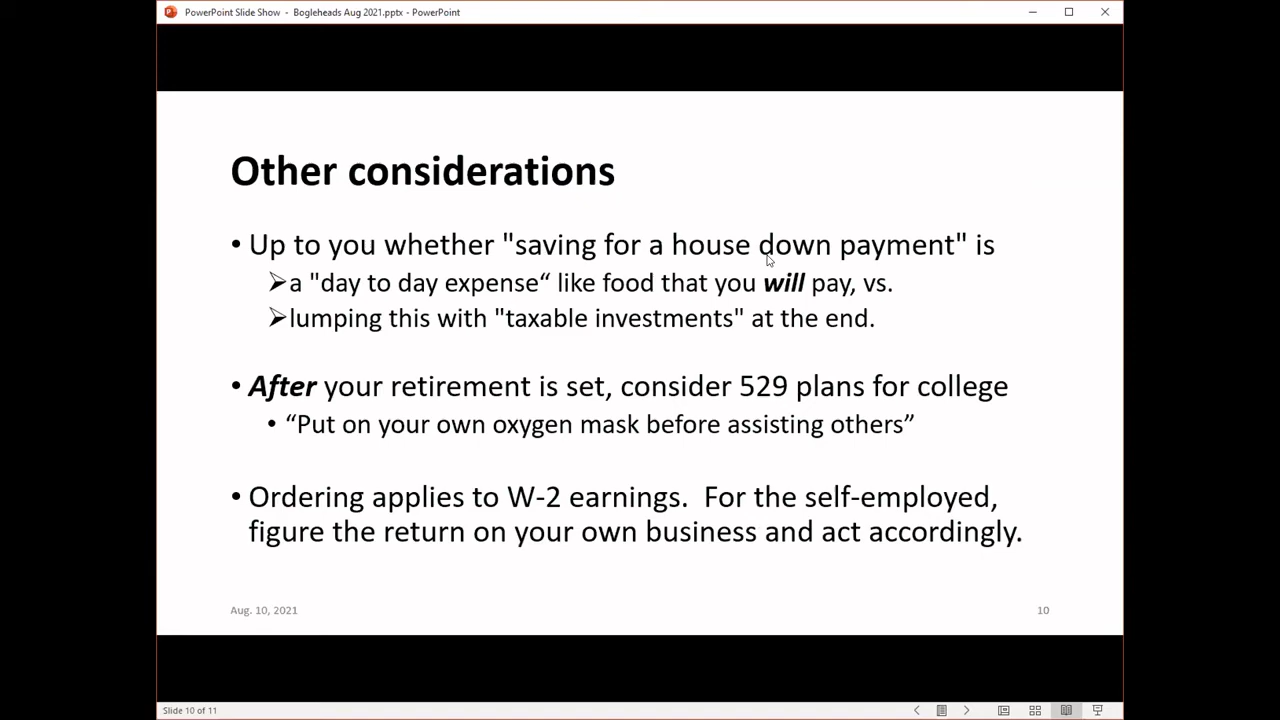 PowerPoint Slide Show - Bogleheads Aug 2021.pptx - PowerPoint
Other considerations
• Up to you whether "saving for a house down payment" is
➢a "day to day expense“ like food that you will pay, vs.
➢lumping this with "taxable investments" at the end.
• After your retirement is set, consider 529 plans for college
• “Put on your own oxygen mask before assisting others”
• Ordering applies to W-2 earnings.  For the self-employed,
figure the return on your own business and act accordingly.
Aug. 10, 2021
10
Slide 10 of 11